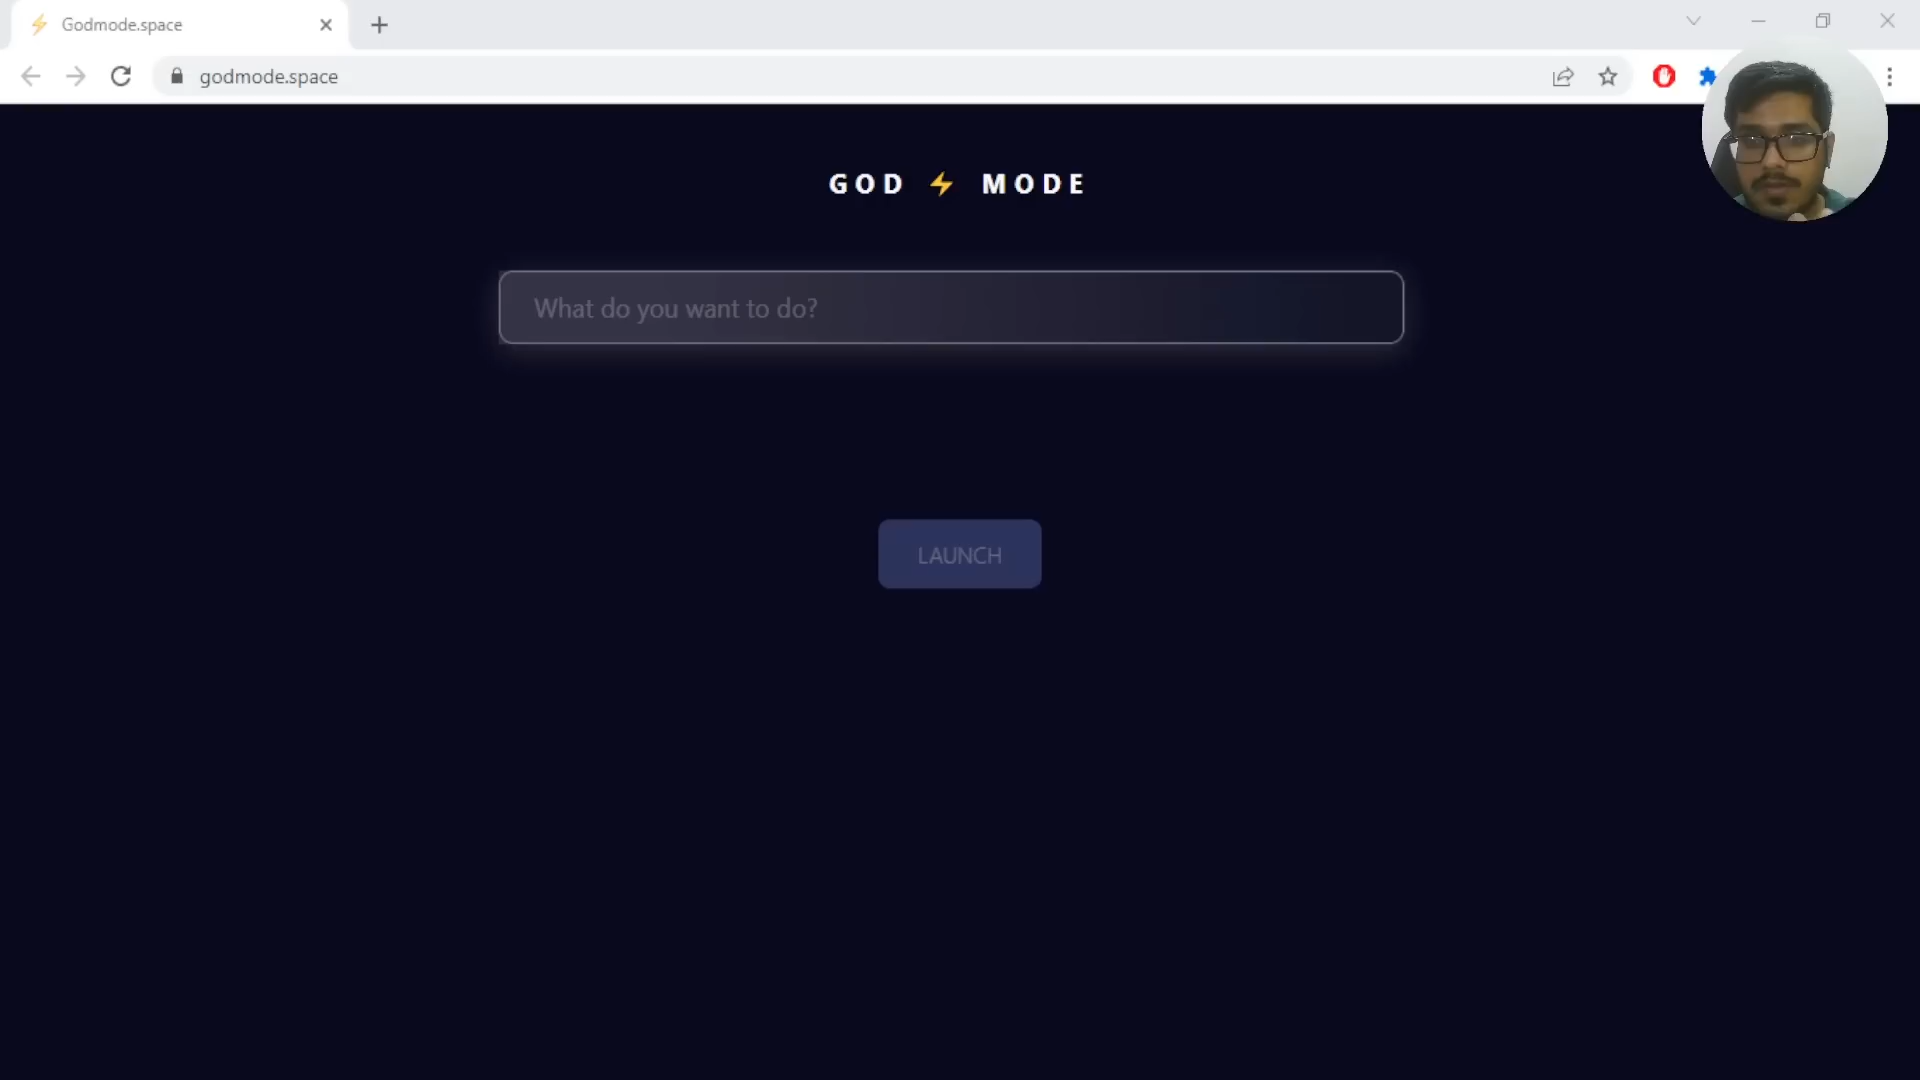 Godmode.space
godmode.space
GOD ⚡ MODE
What do you want to do?
LAUNCH